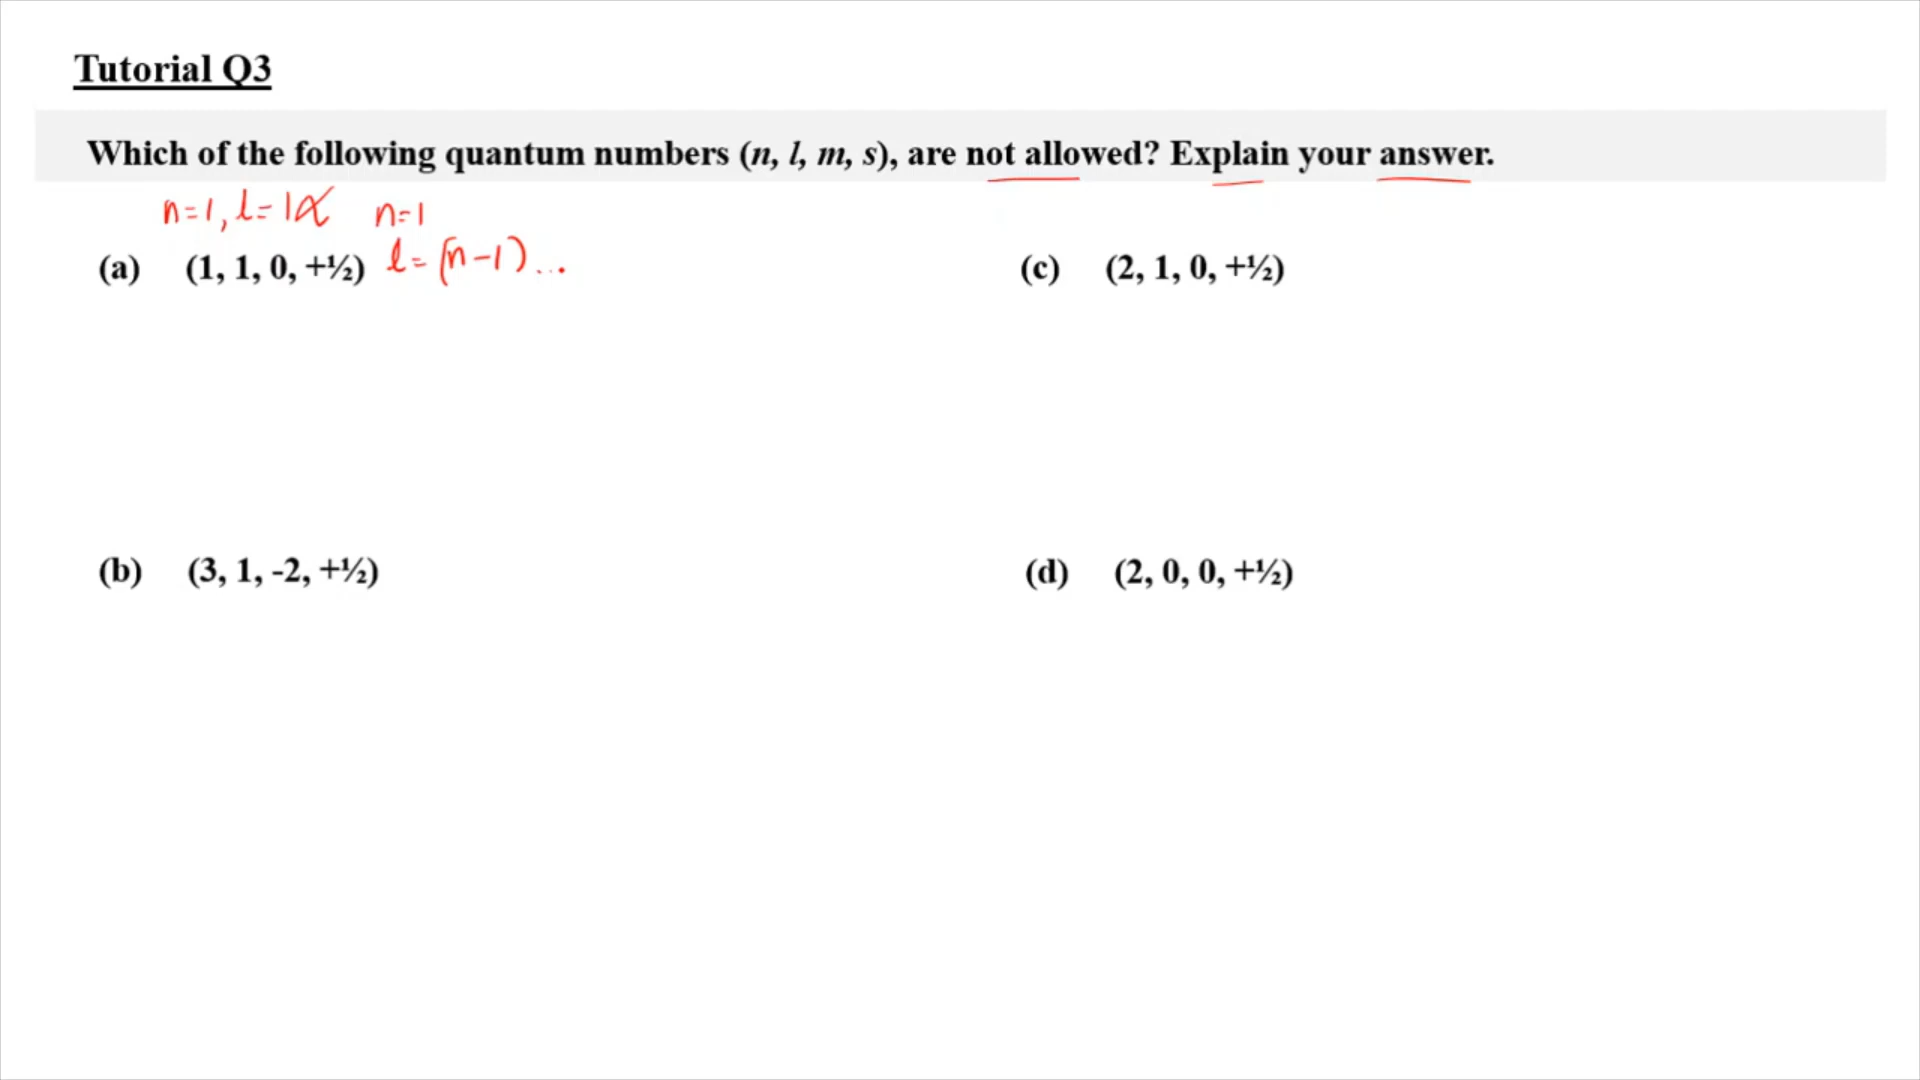 Tutorial Q3
Which of the following quantum numbers (n, l, m, s), are not allowed? Explain your answer.
n=1, l=1X n=1
(a) (1, 1, 0, +½) l=(n-1)...
(c) (2, 1, 0, +½)
(b) (3, 1, -2, +½)
(d) (2, 0, 0, +½)